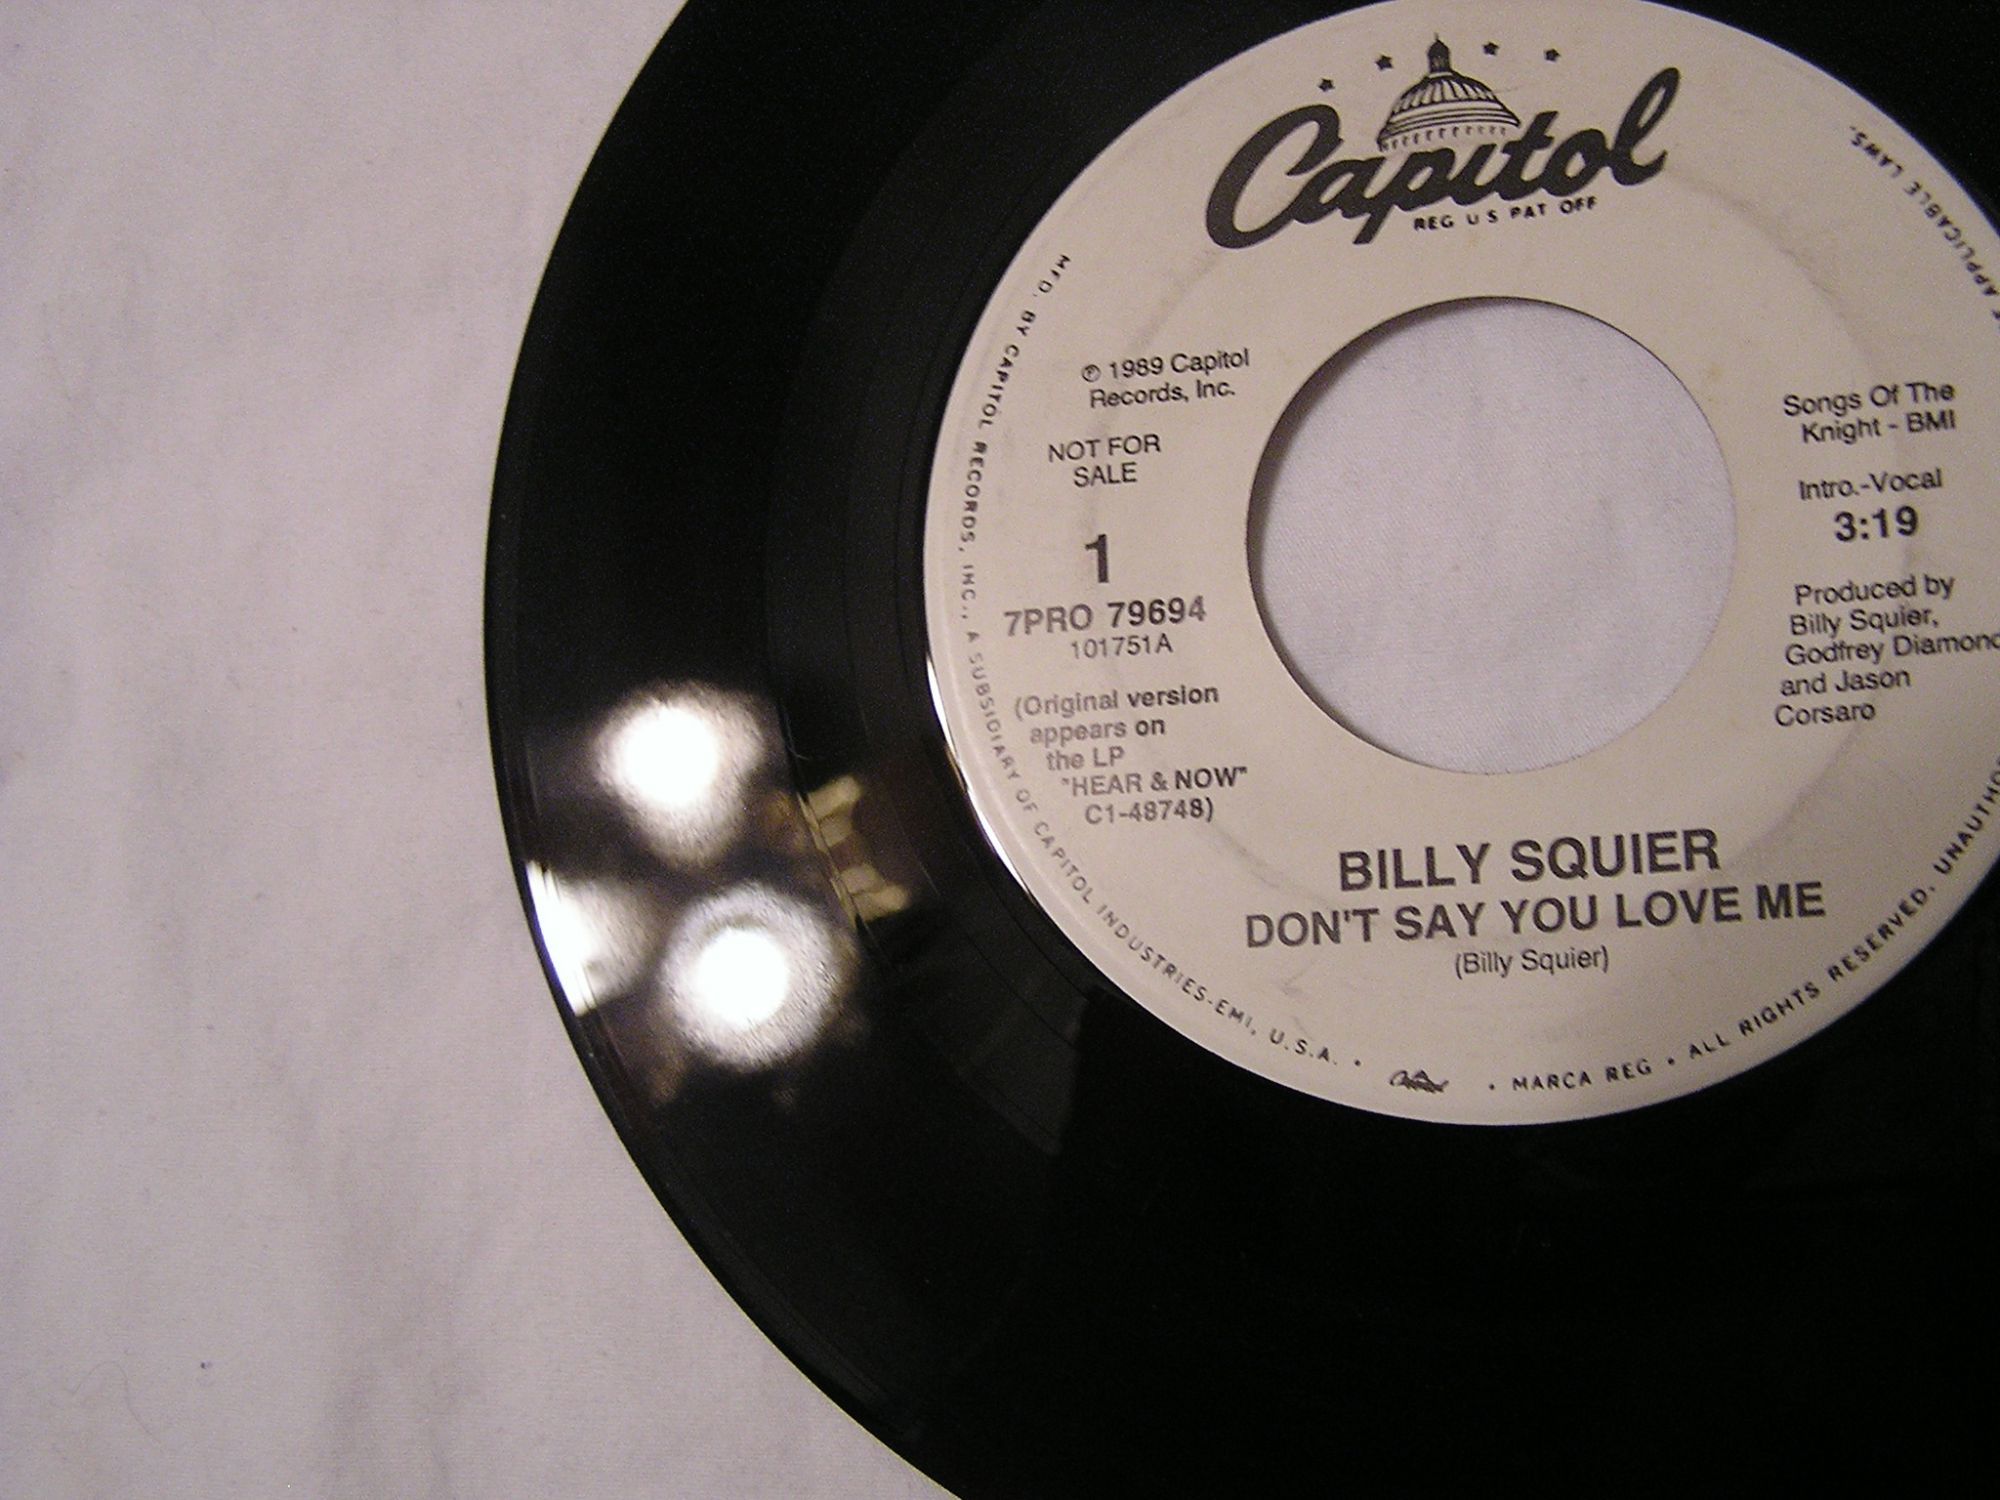 Capitol
REG U S PAT OFF
℗ 1989 Capitol
Records, Inc.
NOT FOR
SALE
1
7PRO 79694
101751A
(Original version
appears on
the LP
"HEAR & NOW"
C1-48748)
Songs Of The
Knight - BMI
Intro.-Vocal
3:19
Produced by
Billy Squier,
Godfrey Diamond
and Jason
Corsaro
BILLY SQUIER
DON'T SAY YOU LOVE ME
(Billy Squier)
MFD. BY CAPITOL RECORDS, INC., A SUBSIDIARY OF CAPITOL INDUSTRIES-EMI, U.S.A. • Capitol • MARCA REG • ALL RIGHTS RESERVED. APPLICABLE LAWS.